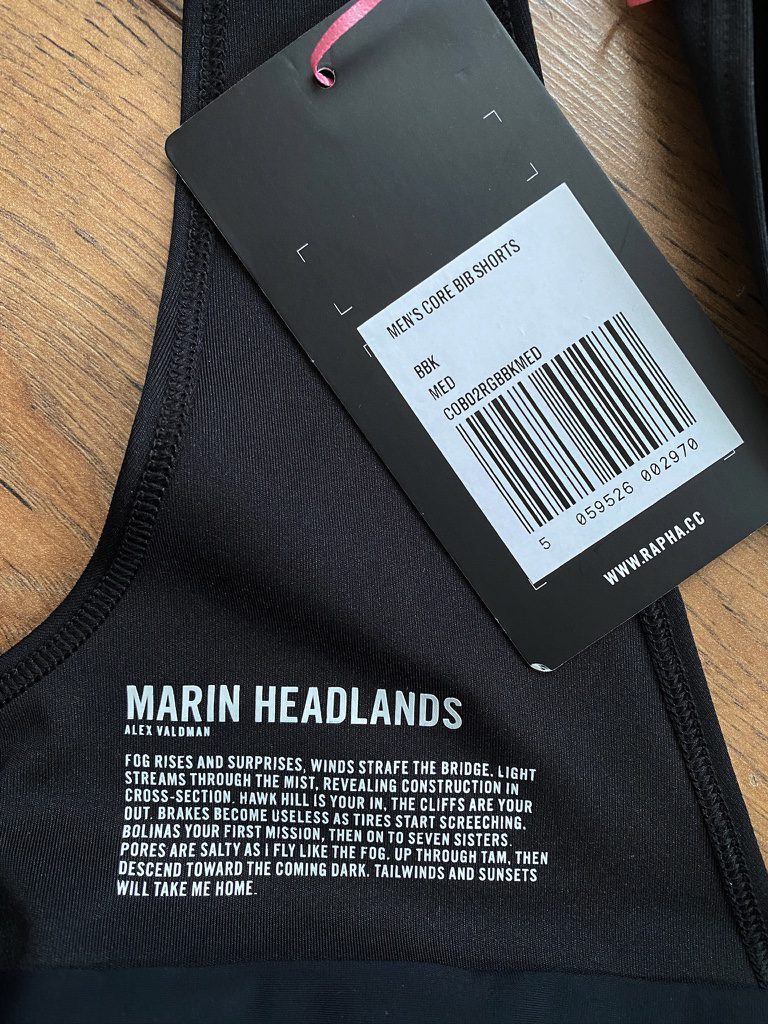 MEN'S CORE BIB SHORTS
BBK
MED
COB02RGBBKMED
5 059526 002970
WWW.RAPHA.CC
MARIN HEADLANDS
ALEX VALDMAN
FOG RISES AND SURPRISES, WINDS STRAFE THE BRIDGE. LIGHT
STREAMS THROUGH THE MIST, REVEALING CONSTRUCTION IN
CROSS-SECTION. HAWK HILL IS YOUR IN, THE CLIFFS ARE YOUR
OUT. BRAKES BECOME USELESS AS TIRES START SCREECHING.
BOLINAS YOUR FIRST MISSION, THEN ON TO SEVEN SISTERS.
PORES ARE SALTY AS I FLY LIKE THE FOG. UP THROUGH TAM, THEN
DESCEND TOWARD THE COMING DARK. TAILWINDS AND SUNSETS
WILL TAKE ME HOME.